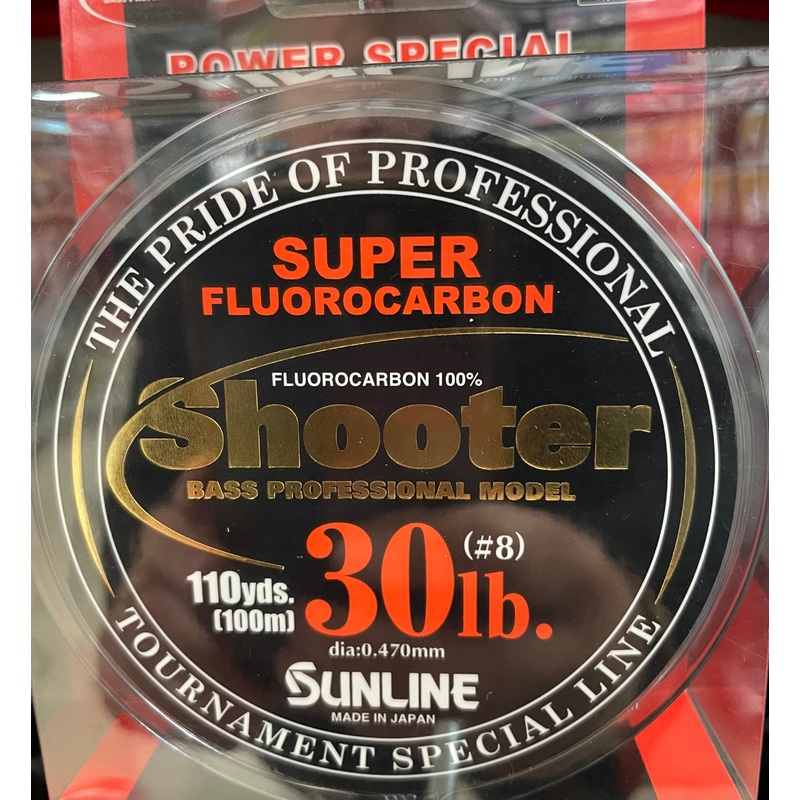 POWER SPECIAL
THE PRIDE OF PROFESSIONAL
SUPER
FLUOROCARBON
FLUOROCARBON 100%
Shooter
BASS PROFESSIONAL MODEL
110yds.
(100m)
30lb.
(#8)
dia:0.470mm
SUNLINE
MADE IN JAPAN
TOURNAMENT SPECIAL LINE